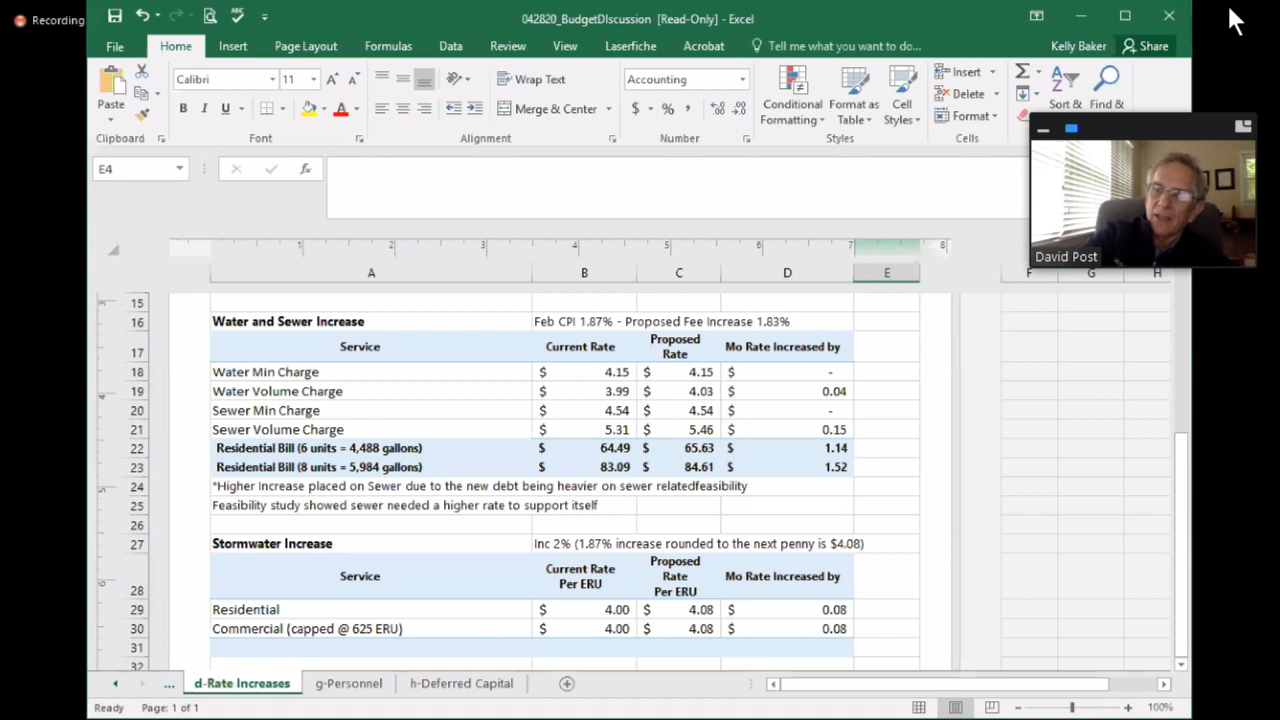 Recording
042820_BudgetDIscussion [Read-Only] - Excel
File Home Insert Page Layout Formulas Data Review View Laserfiche Acrobat Tell me what you want to do... Kelly Baker Share
Calibri 11 Wrap Text Accounting Insert
Paste B I U A Merge & Center $ % , Conditional Formatting Format as Table Cell Styles Delete Sort & Find &
Format
Clipboard Font Alignment Number Styles Cells
E4 fx
David Post
1 2 3 4 5 6 7 8
A B C D E F G H
15
16 Water and Sewer Increase Feb CPI 1.87% - Proposed Fee Increase 1.83%
17 Service Current Rate Proposed Rate Mo Rate Increased by
18 Water Min Charge $ 4.15 $ 4.15 $ -
19 Water Volume Charge $ 3.99 $ 4.03 $ 0.04
20 Sewer Min Charge $ 4.54 $ 4.54 $ -
21 Sewer Volume Charge $ 5.31 $ 5.46 $ 0.15
22 Residential Bill (6 units = 4,488 gallons) $ 64.49 $ 65.63 $ 1.14
23 Residential Bill (8 units = 5,984 gallons) $ 83.09 $ 84.61 $ 1.52
24 *Higher Increase placed on Sewer due to the new debt being heavier on sewer relatedfeasibility
25 Feasibility study showed sewer needed a higher rate to support itself
26
27 Stormwater Increase Inc 2% (1.87% increase rounded to the next penny is $4.08)
28 Service Current Rate Per ERU Proposed Rate Per ERU Mo Rate Increased by
29 Residential $ 4.00 $ 4.08 $ 0.08
30 Commercial (capped @ 625 ERU) $ 4.00 $ 4.08 $ 0.08
31
32
... d-Rate Increases g-Personnel h-Deferred Capital
Ready Page: 1 of 1 100%